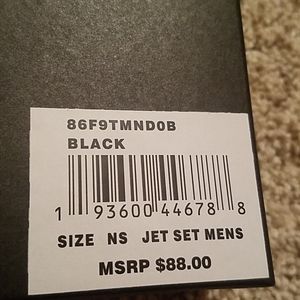 86F9TMND0B
BLACK
1 93600 44678 8
SIZE NS JET SET MENS
MSRP $88.00